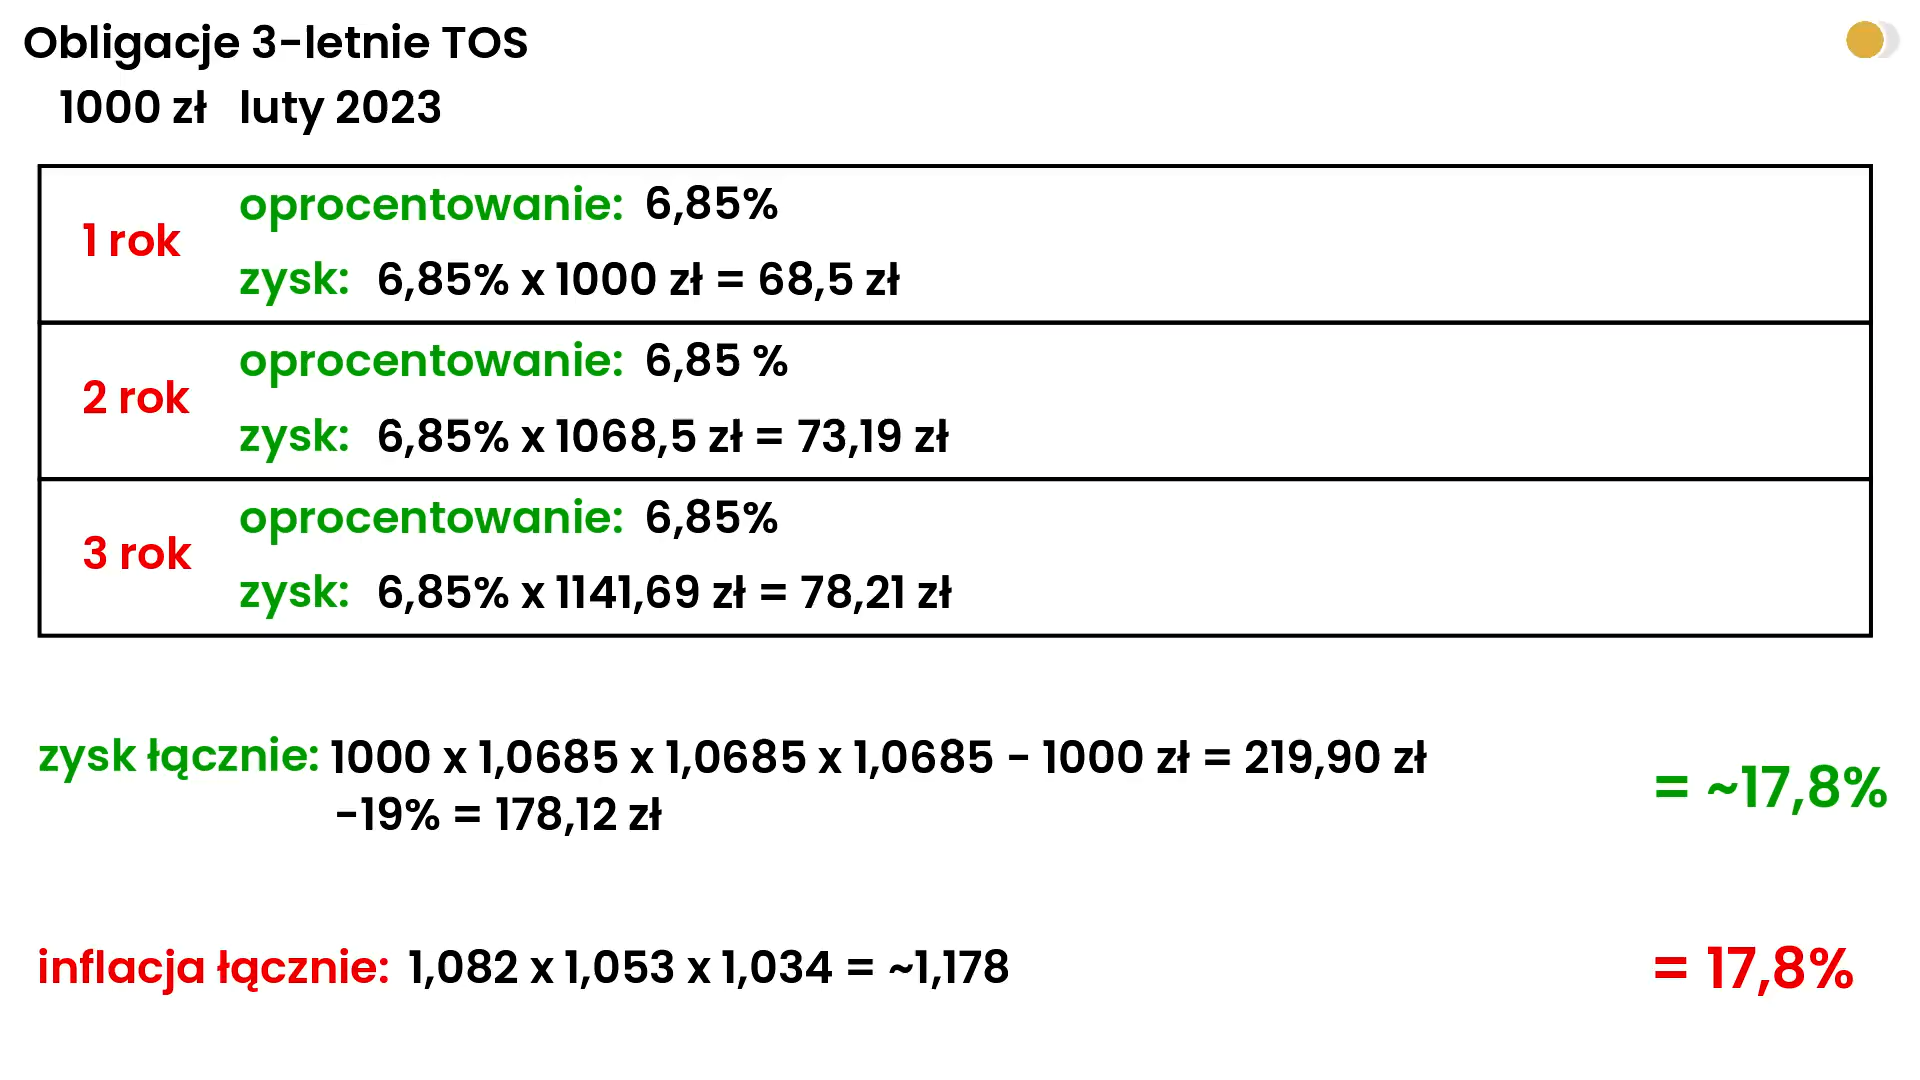 Obligacje 3-letnie TOS
1000 zł luty 2023
1 rok
oprocentowanie: 6,85%
zysk: 6,85% x 1000 zł = 68,5 zł
2 rok
oprocentowanie: 6,85 %
zysk: 6,85% x 1068,5 zł = 73,19 zł
3 rok
oprocentowanie: 6,85%
zysk: 6,85% x 1141,69 zł = 78,21 zł
zysk łącznie: 1000 x 1,0685 x 1,0685 x 1,0685 - 1000 zł = 219,90 zł
-19% = 178,12 zł
= ~17,8%
inflacja łącznie: 1,082 x 1,053 x 1,034 = ~1,178
= 17,8%